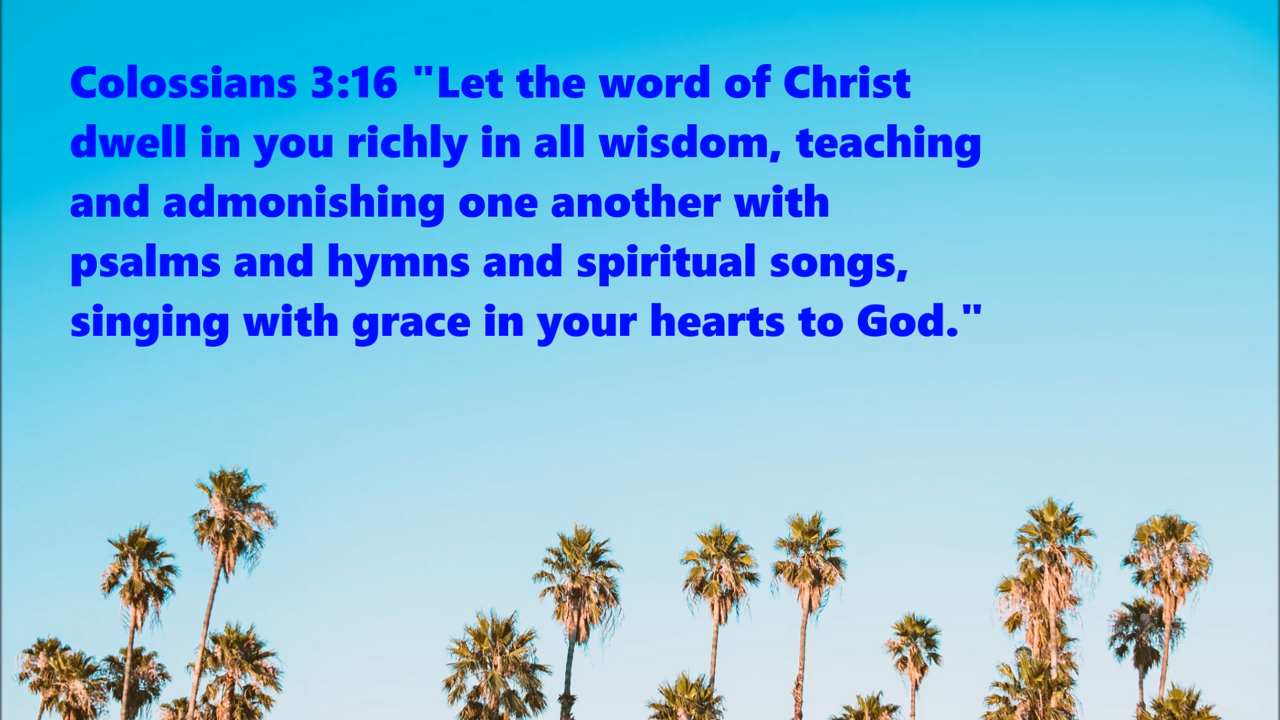 Colossians 3:16 "Let the word of Christ
dwell in you richly in all wisdom, teaching
and admonishing one another with
psalms and hymns and spiritual songs,
singing with grace in your hearts to God."